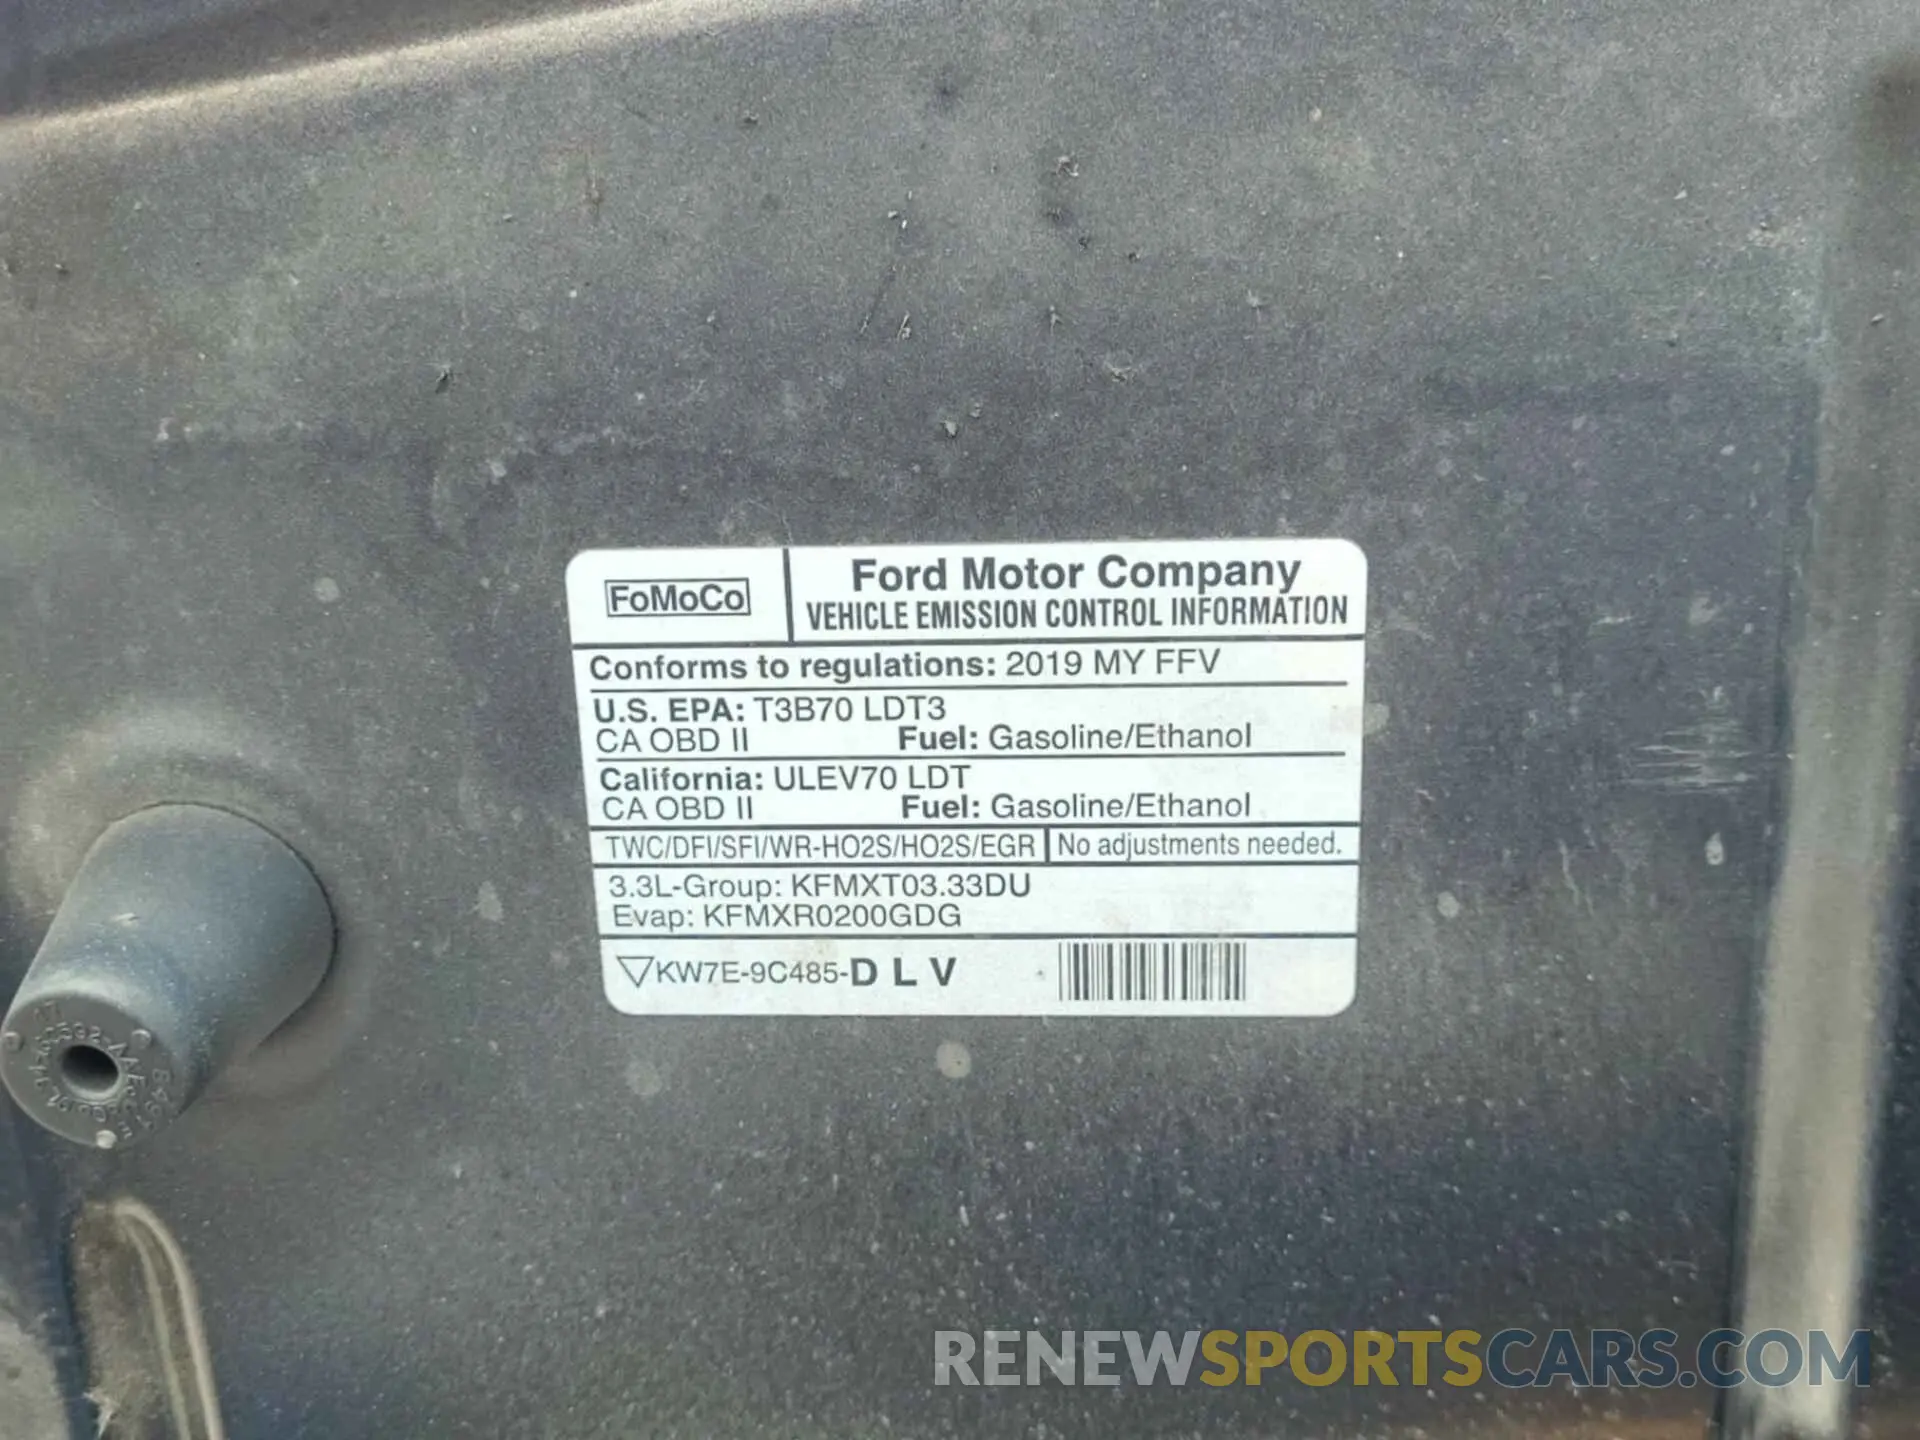 FoMoCo
Ford Motor Company
VEHICLE EMISSION CONTROL INFORMATION
Conforms to regulations: 2019 MY FFV
U.S. EPA: T3B70 LDT3
CA OBD II Fuel: Gasoline/Ethanol
California: ULEV70 LDT
CA OBD II Fuel: Gasoline/Ethanol
TWC/DFI/SFI/WR-HO2S/HO2S/EGR No adjustments needed.
3.3L-Group: KFMXT03.33DU
Evap: KFMXR0200GDG
KW7E-9C485-D L V
RENEWSPORTSCARS.COM